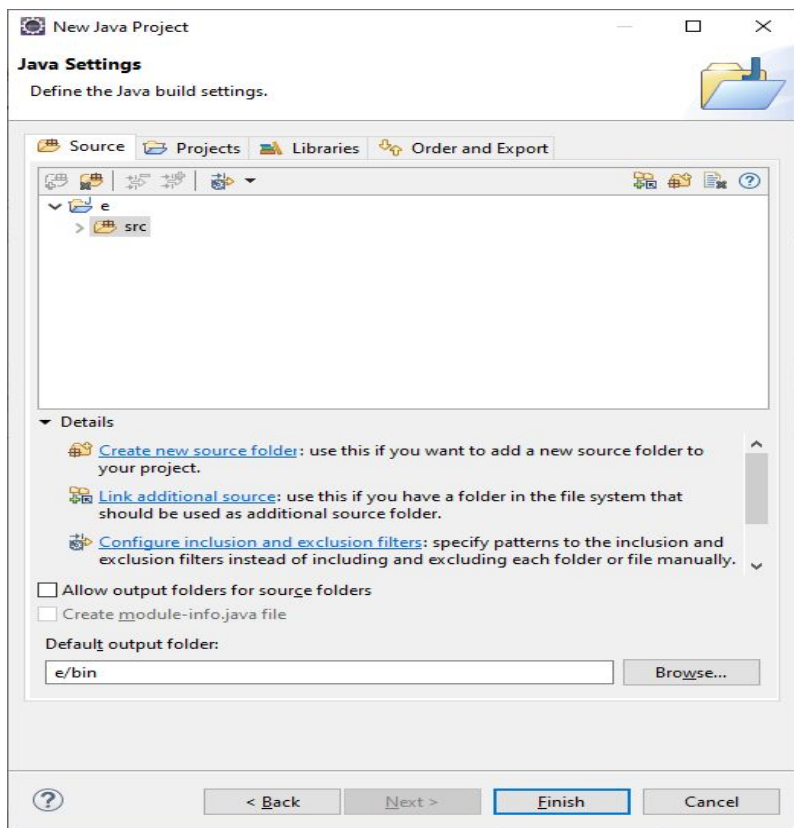 New Java Project
Java Settings
Define the Java build settings.
Source Projects Libraries Order and Export
e
src
Details
Create new source folder: use this if you want to add a new source folder to
your project.
Link additional source: use this if you have a folder in the file system that
should be used as additional source folder.
Configure inclusion and exclusion filters: specify patterns to the inclusion and
exclusion filters instead of including and excluding each folder or file manually.
Allow output folders for source folders
Create module-info.java file
Default output folder:
e/bin Browse...
< Back Next > Finish Cancel